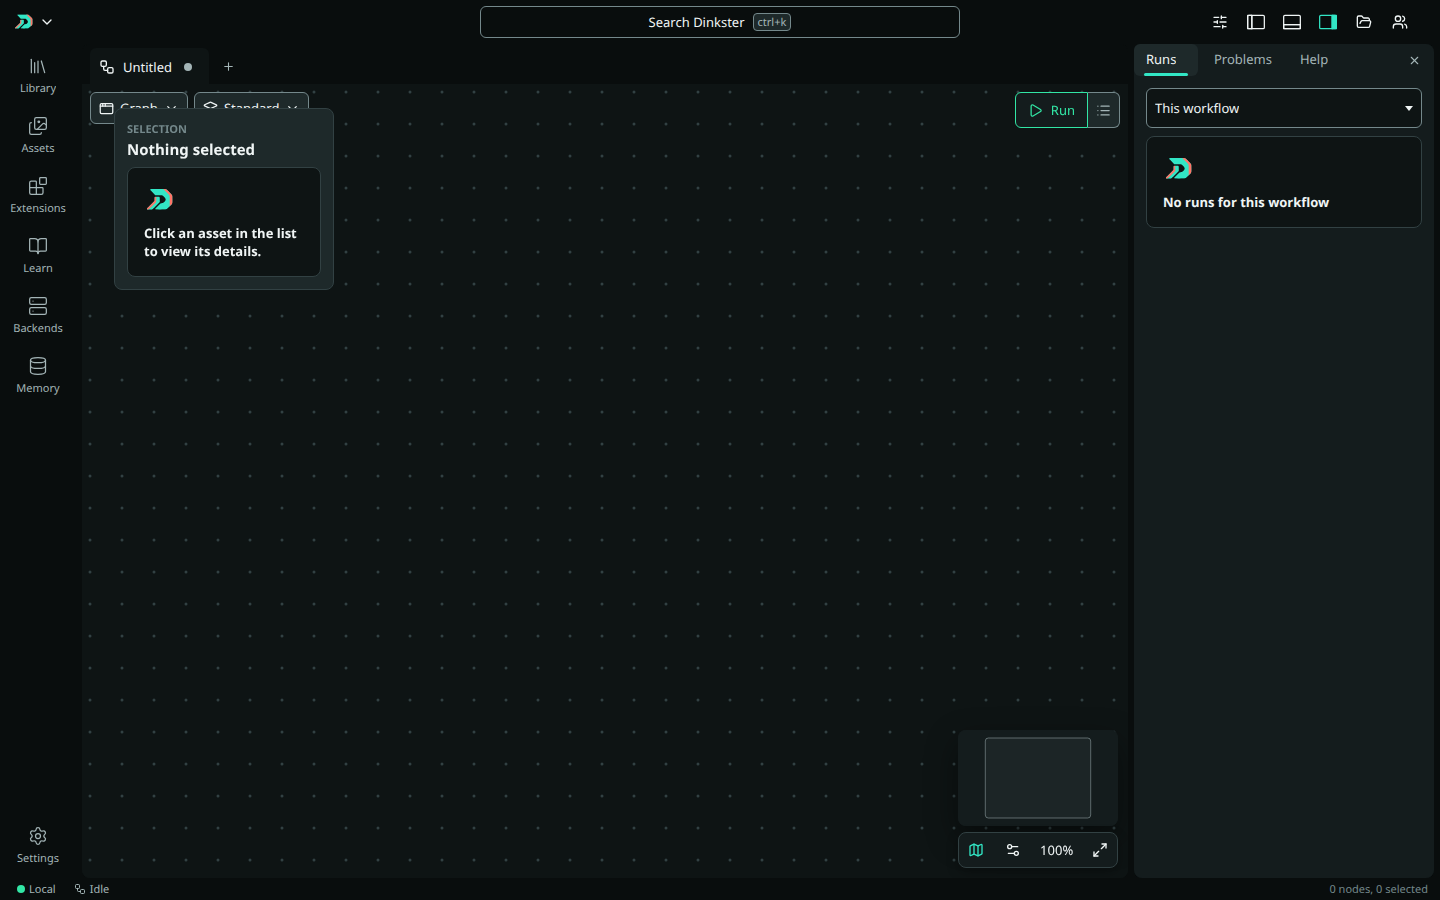 Search Dinkster ctrl+k
Library
Assets
Extensions
Learn
Backends
Memory
Settings
Untitled
Graph
Standard
SELECTION
Nothing selected
Click an asset in the list
to view its details.
Run
100%
Runs
Problems
Help
This workflow
No runs for this workflow
Local
Idle
0 nodes, 0 selected